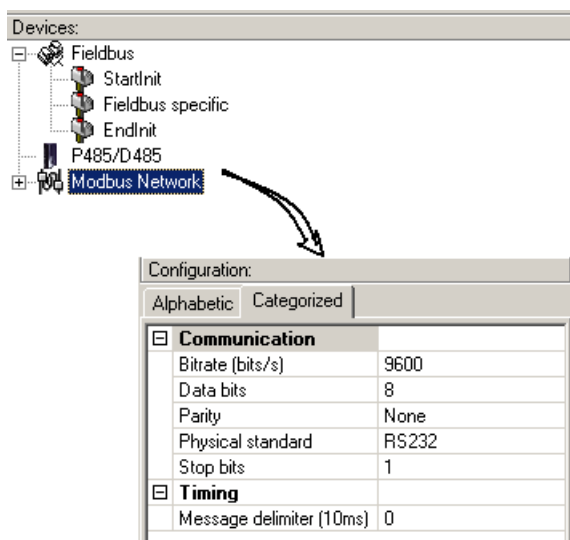 Devices:
Fieldbus
StartInit
Fieldbus specific
EndInit
P485/D485
Modbus Network
Configuration:
Alphabetic Categorized
Communication
Bitrate (bits/s) 9600
Data bits 8
Parity None
Physical standard RS232
Stop bits 1
Timing
Message delimiter (10ms) 0